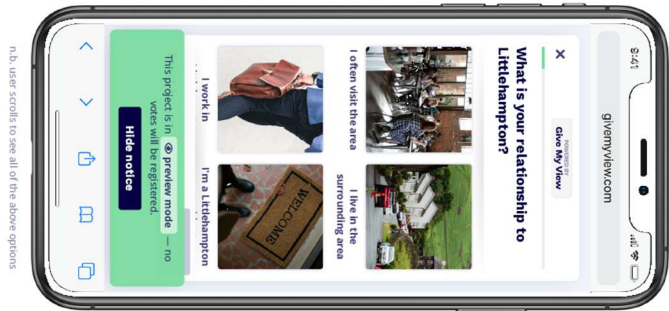 givemyview.com
POWERED BY
Give My View
What is your relationship to
Littlehampton?
I often visit the area
I live in the
surrounding area
WELCOME
I work in
I'm a Littlehampton
This project is in preview mode — no
votes will be registered.
Hide notice
n.b. user scrolls to see all of the above options